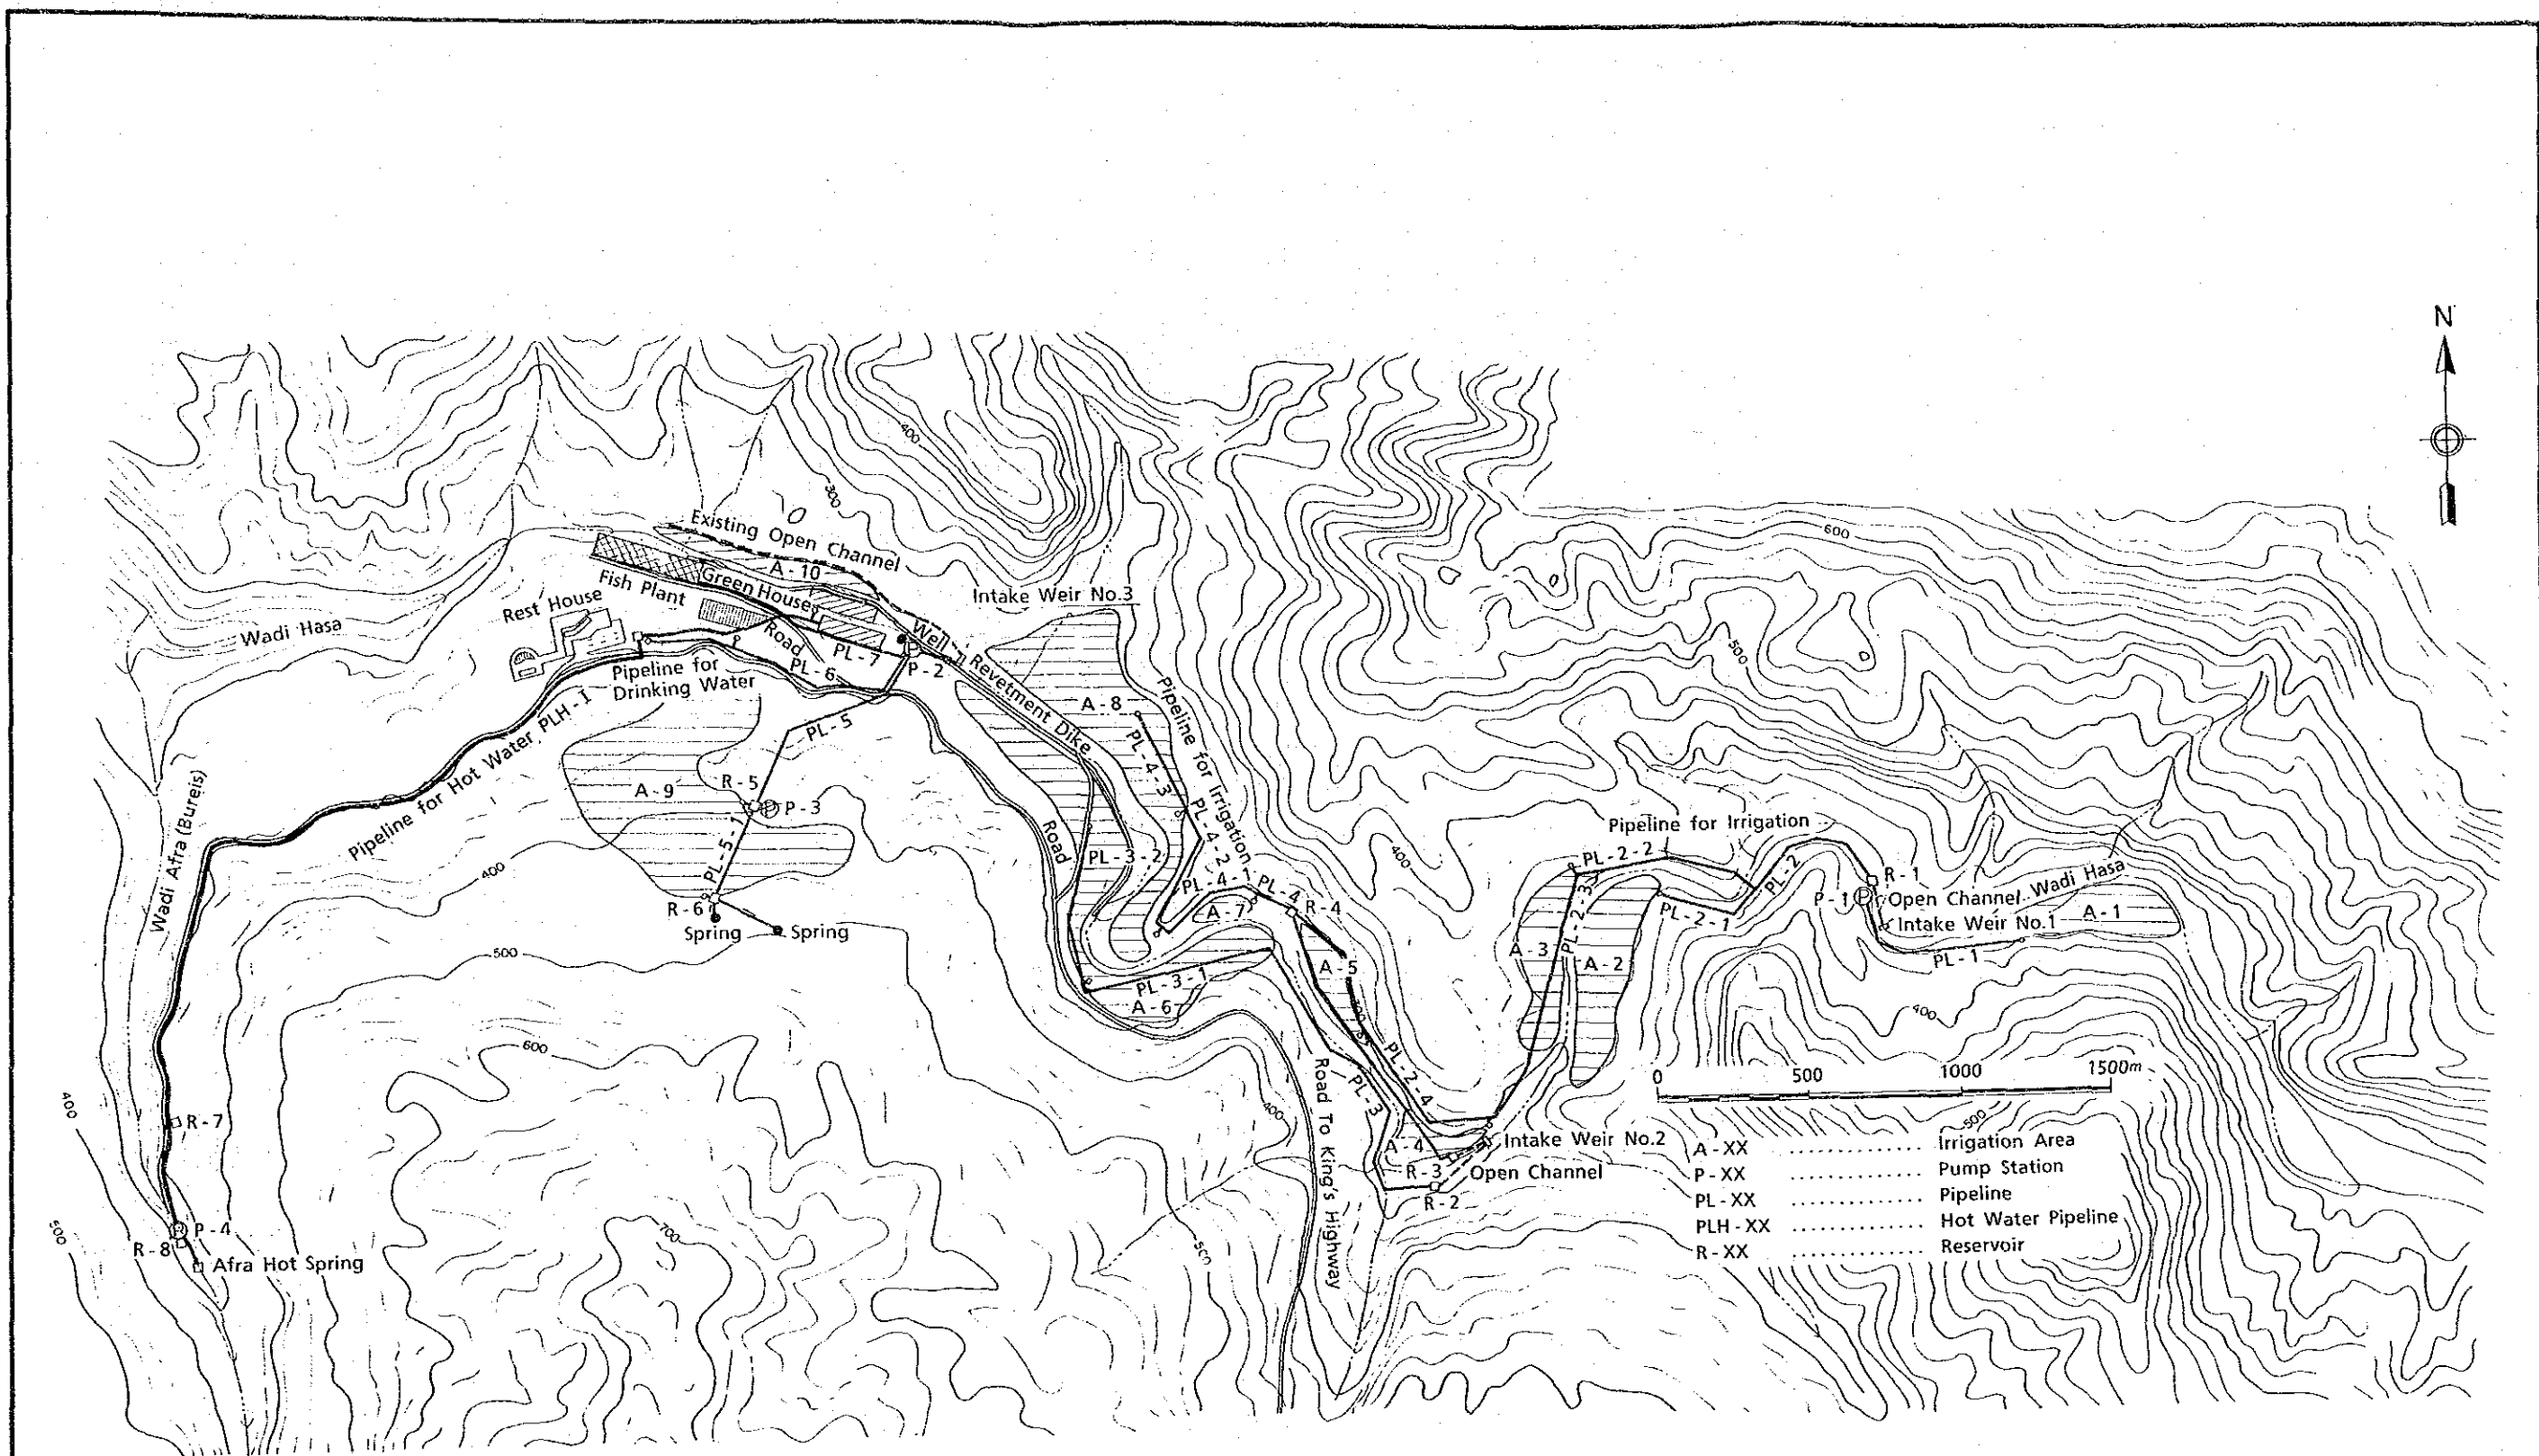 N
400
300
600
Existing Open Channel
A-10
Green House
Fish Plant
Intake Weir No.3
Rest House
Wadi Hasa
Road
Well
PL-7
P-2
Revetment Dike
500
PL-6
Pipeline for
Drinking Water
A-8
Pipeline for Irrigation
PL-5
PL-4-3
Pipeline for Hot Water PLH-1
Wadi Afra (Bureis)
R-5
A-9
P-3
PL-4-2
Pipeline for Irrigation
Road
PL-3-2
PL-2-2
400
PL-5-1
400
PL-4-1
PL-4
PL-2
R-1
P-1
Open Channel
Wadi Hasa
R-6
A-7
R-4
PL-2-3
PL-2-1
Intake Weir No.1
A-1
Spring
Spring
500
A-3
A-2
PL-1
A-5
PL-3-1
A-6
400
300
600
PL-2-4
0
500
1000
1500m
400
R-7
400
PL-3
Road To King's Highway
500
A-4
Intake Weir No.2
R-3
Open Channel
R-2
A-XX ............. Irrigation Area
P-XX ............. Pump Station
PL-XX ............. Pipeline
PLH-XX ............. Hot Water Pipeline
R-XX ............. Reservoir
500
700
500
P-4
R-8
Afra Hot Spring